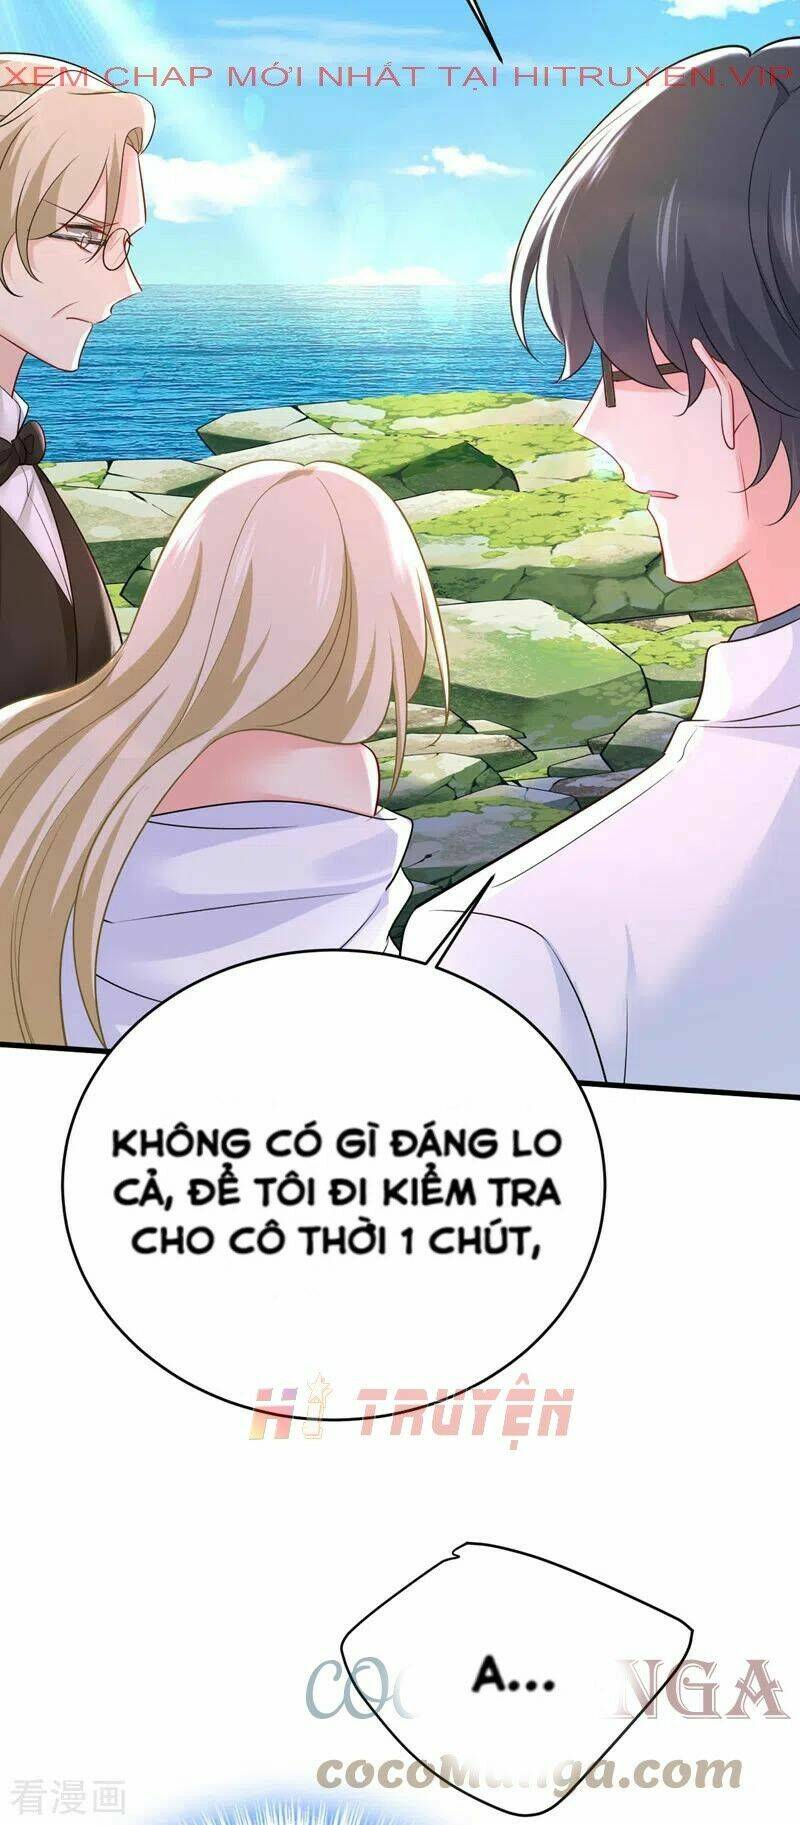 XEM CHAP MỚI NHẤT TẠI HITRUYEN.VIP
KHÔNG CÓ GÌ ĐÁNG LO
CẢ, ĐỂ TÔI ĐI KIỂM TRA
CHO CÔ THỜI 1 CHÚT,
HI TRUYỆN
A...
cocomanga.com
看漫画